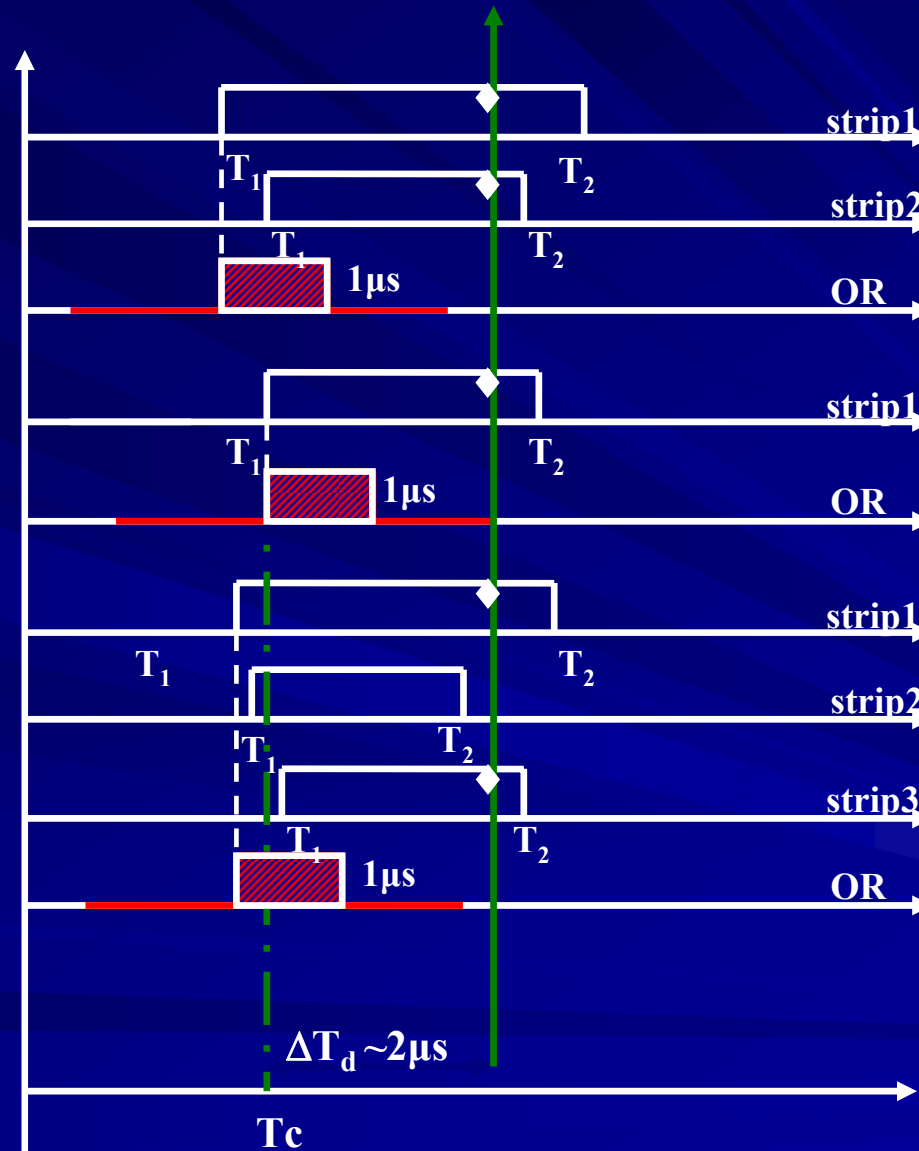 strip1
T1 T2
strip2
T1 T2
1μs OR
strip1
T1 T2
1μs OR
strip1
T1 T2
strip2
T1 T2
strip3
T1 T2
1μs OR
ΔTd ~2μs
Tc